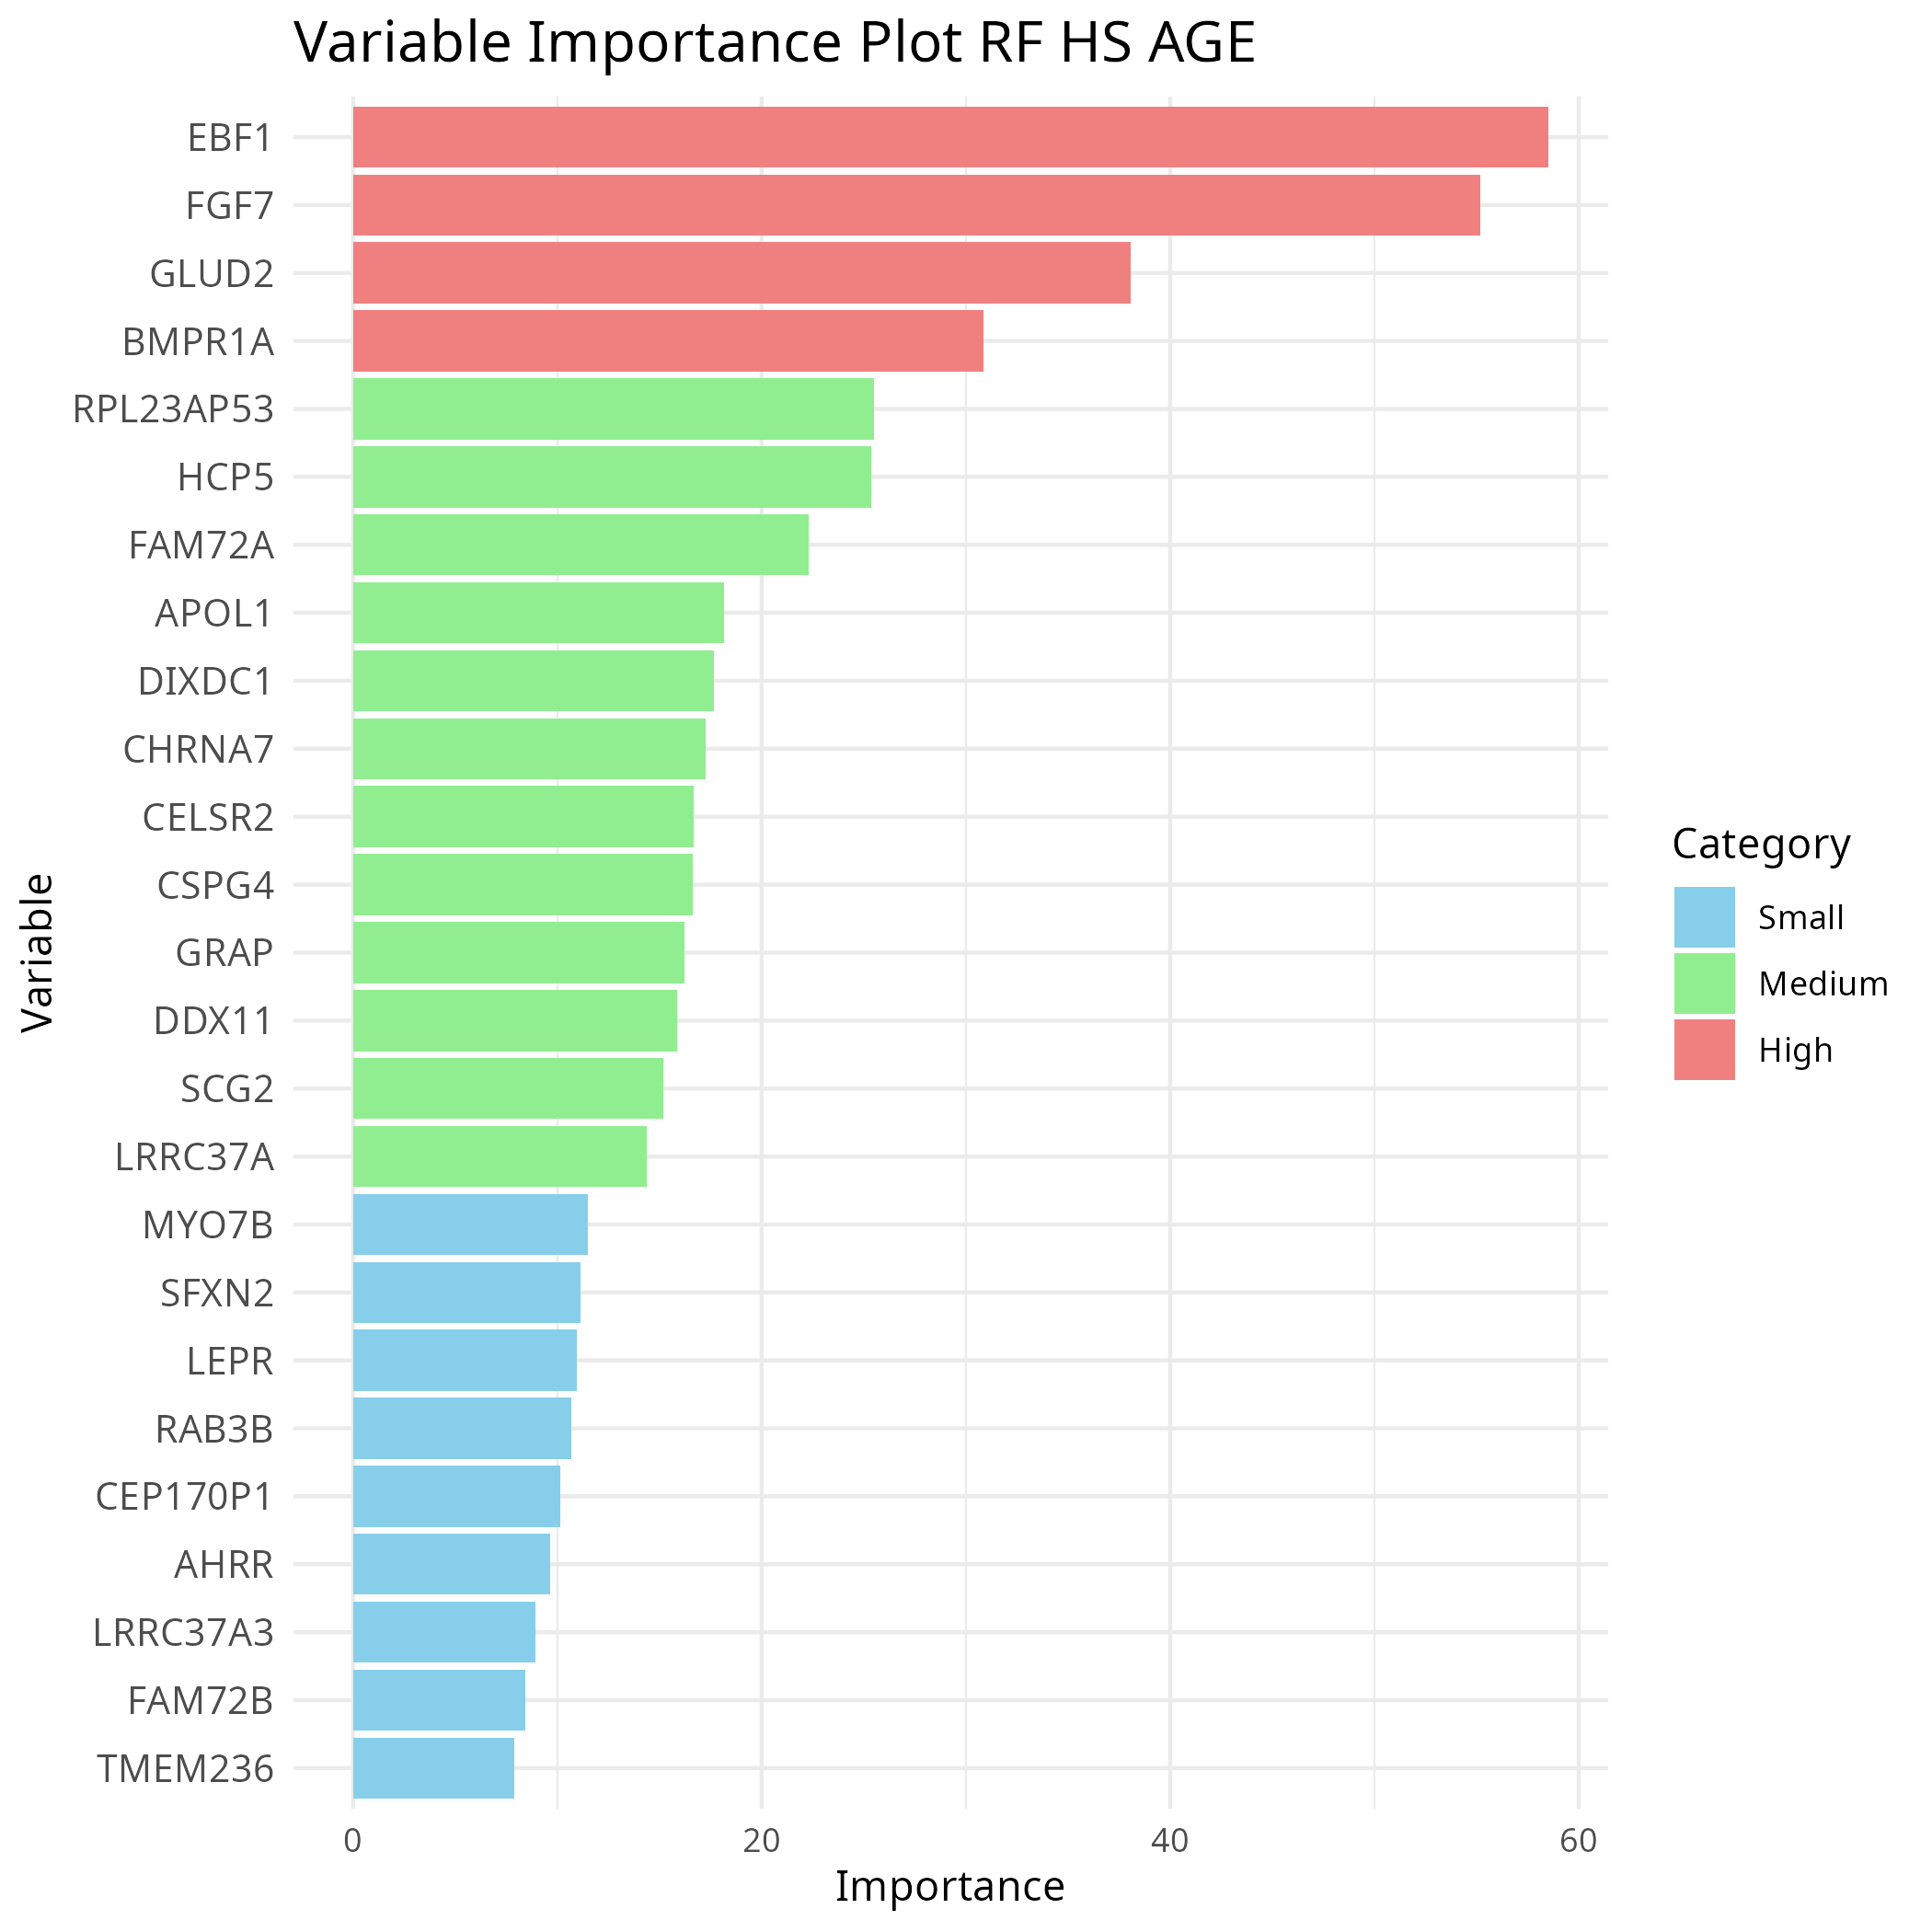 Variable Importance Plot RF HS AGE
EBF1
FGF7
GLUD2
BMPR1A
RPL23AP53
HCP5
FAM72A
APOL1
DIXDC1
CHRNA7
CELSR2
CSPG4
GRAP
DDX11
SCG2
LRRC37A
MYO7B
SFXN2
LEPR
RAB3B
CEP170P1
AHRR
LRRC37A3
FAM72B
TMEM236
Variable
0 20 40 60
Importance
Category
Small
Medium
High